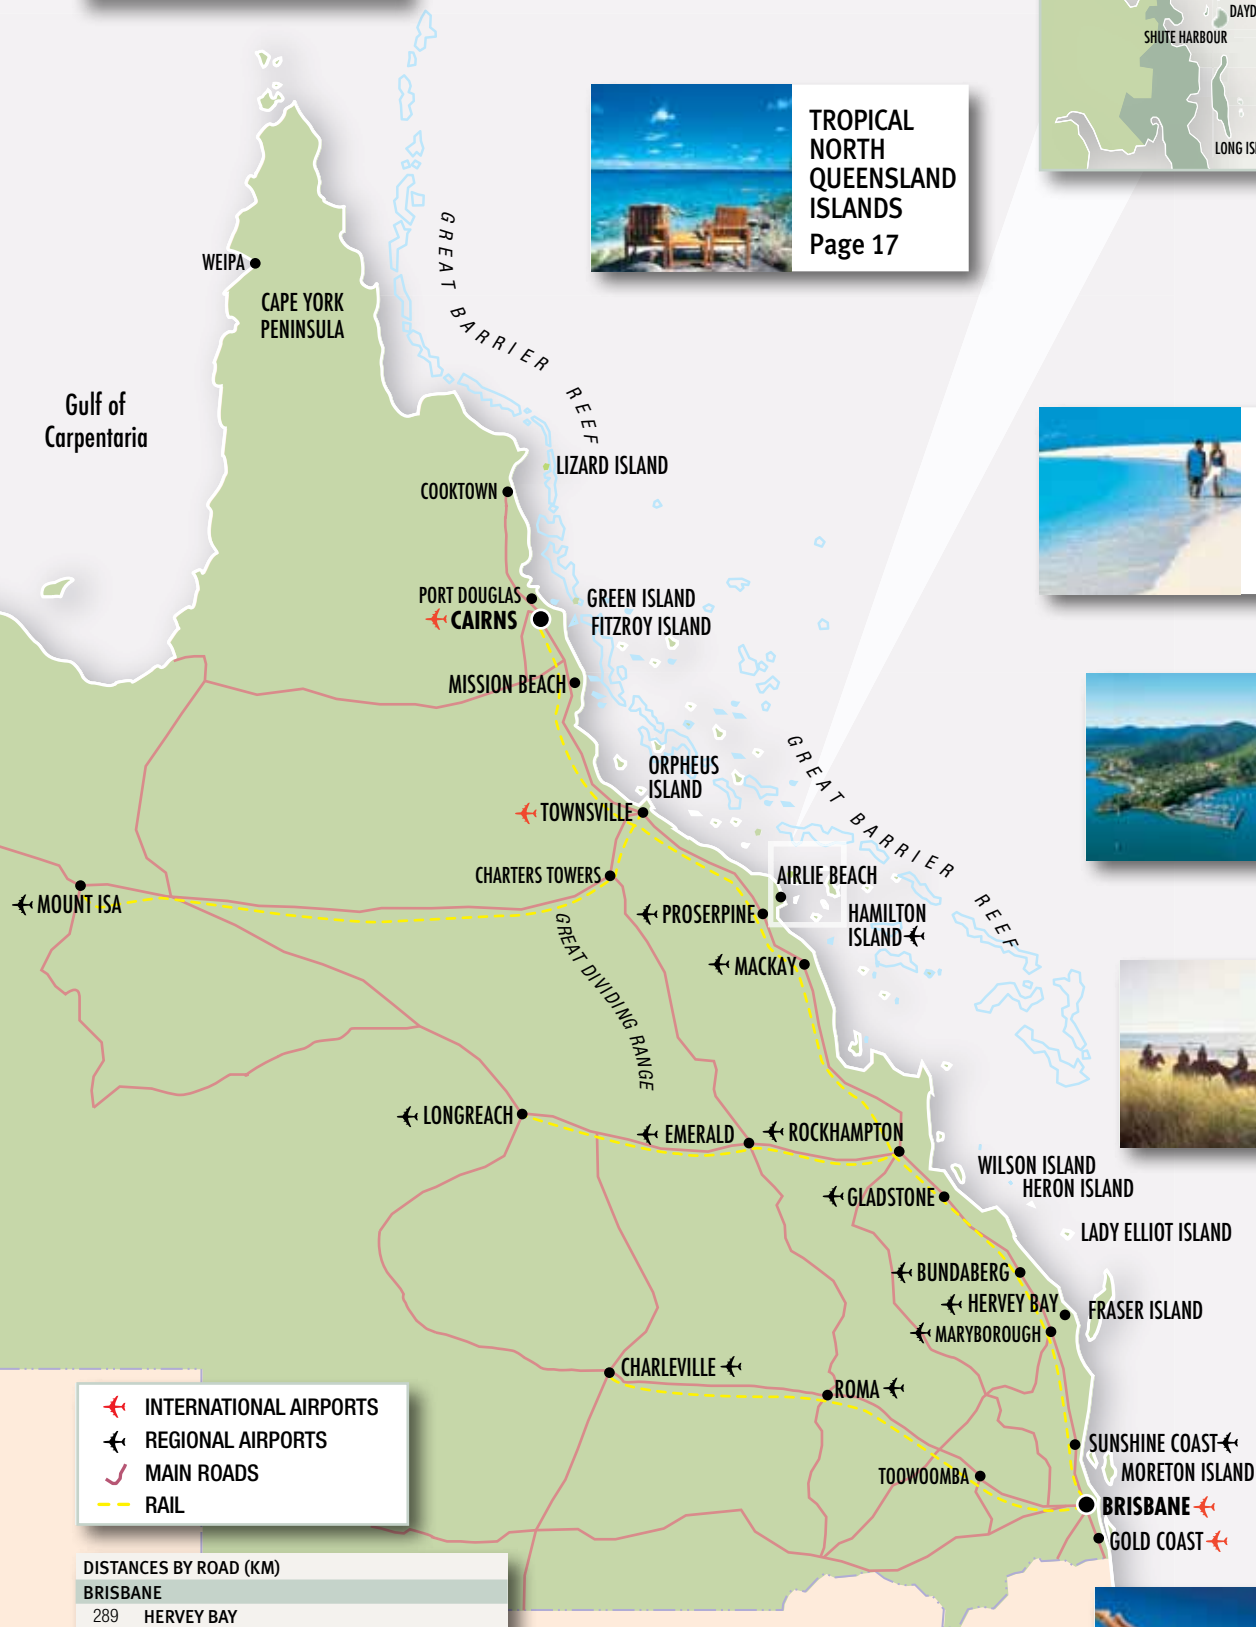 DAYD
SHUTE HARBOUR
LONG IS
TROPICAL
NORTH
QUEENSLAND
ISLANDS
Page 17
GREAT BARRIER REEF
WEIPA
CAPE YORK
PENINSULA
Gulf of
Carpentaria
LIZARD ISLAND
COOKTOWN
PORT DOUGLAS
GREEN ISLAND
CAIRNS
FITZROY ISLAND
MISSION BEACH
GREAT BARRIER REEF
ORPHEUS
ISLAND
TOWNSVILLE
CHARTERS TOWERS
AIRLIE BEACH
MOUNT ISA
PROSERPINE
HAMILTON
ISLAND
GREAT DIVIDING RANGE
MACKAY
LONGREACH
EMERALD
ROCKHAMPTON
WILSON ISLAND
HERON ISLAND
GLADSTONE
LADY ELLIOT ISLAND
BUNDABERG
HERVEY BAY
FRASER ISLAND
MARYBOROUGH
CHARLEVILLE
ROMA
SUNSHINE COAST
MORETON ISLAND
TOOWOOMBA
BRISBANE
GOLD COAST
INTERNATIONAL AIRPORTS
REGIONAL AIRPORTS
MAIN ROADS
RAIL
DISTANCES BY ROAD (KM)
BRISBANE
289 HERVEY BAY